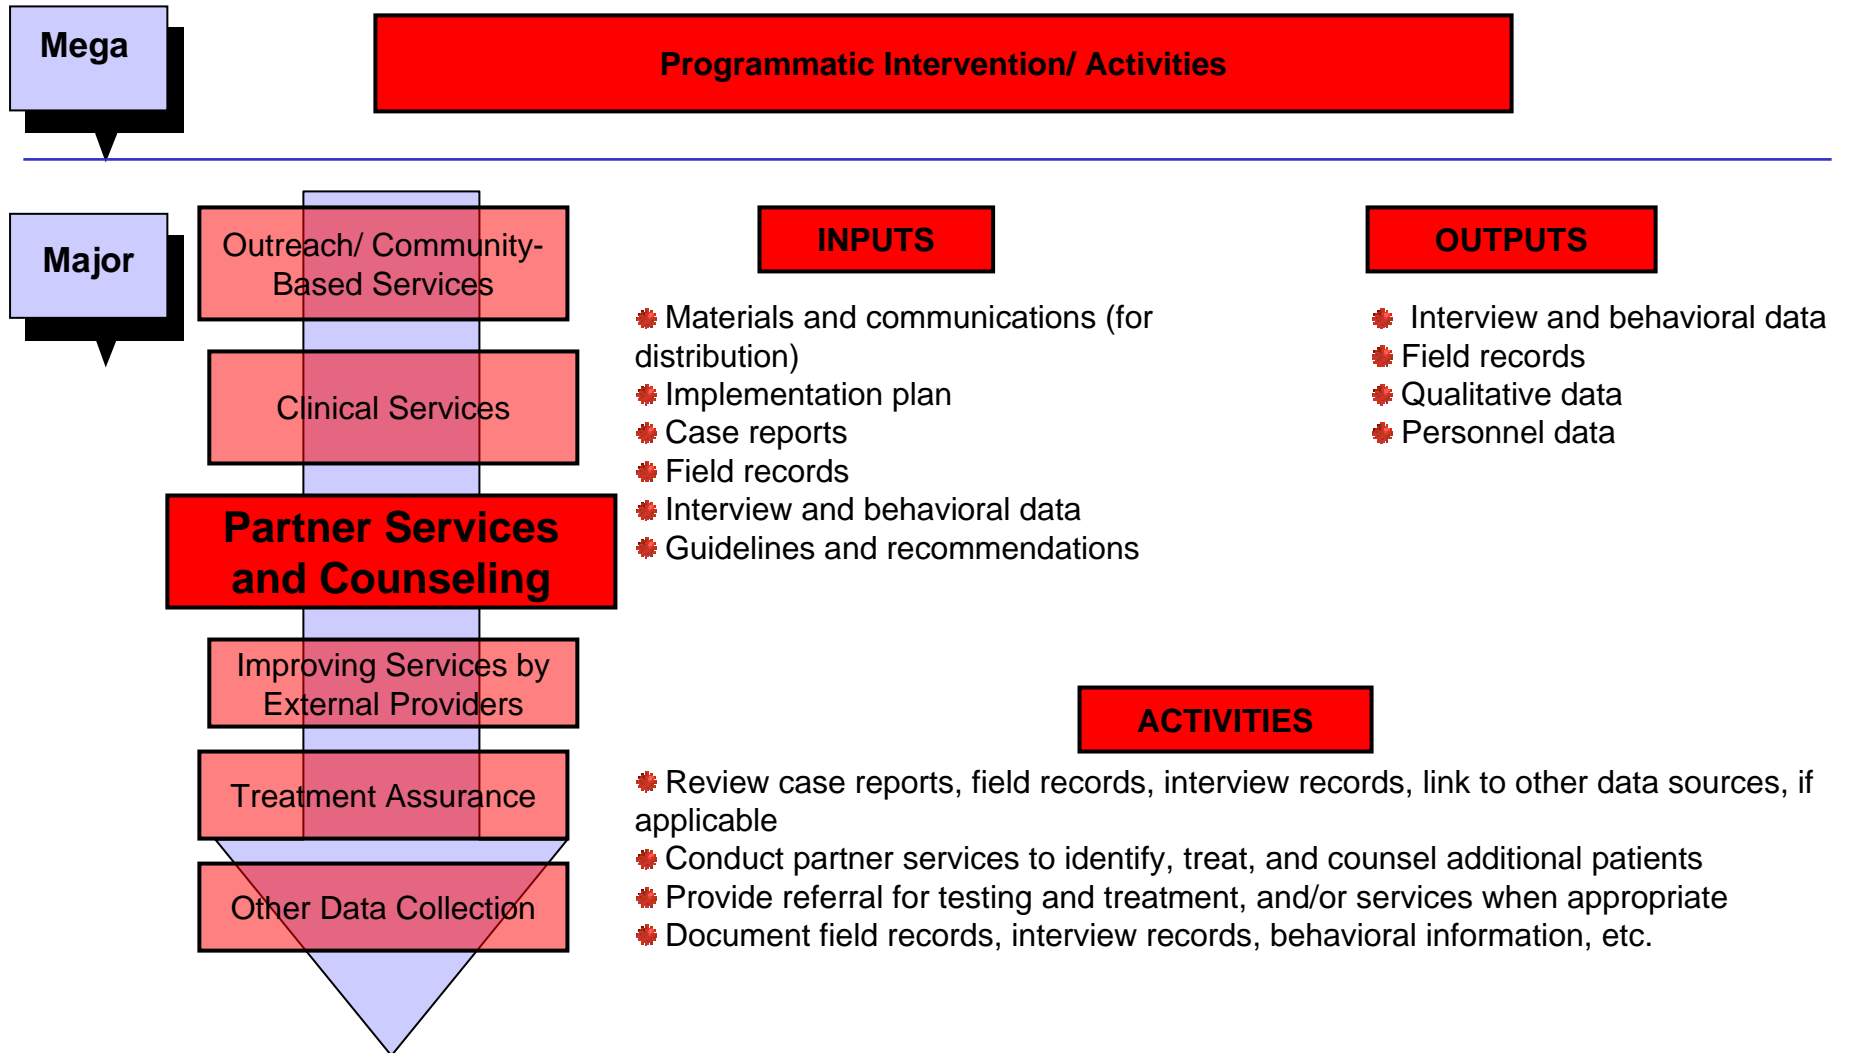 Mega
Programmatic Intervention/ Activities
Major
Outreach/ Community-
Based Services
Clinical Services
Partner Services
and Counseling
Improving Services by
External Providers
Treatment Assurance
Other Data Collection
INPUTS
Materials and communications (for
distribution)
Implementation plan
Case reports
Field records
Interview and behavioral data
Guidelines and recommendations
OUTPUTS
Interview and behavioral data
Field records
Qualitative data
Personnel data
ACTIVITIES
Review case reports, field records, interview records, link to other data sources, if
applicable
Conduct partner services to identify, treat, and counsel additional patients
Provide referral for testing and treatment, and/or services when appropriate
Document field records, interview records, behavioral information, etc.